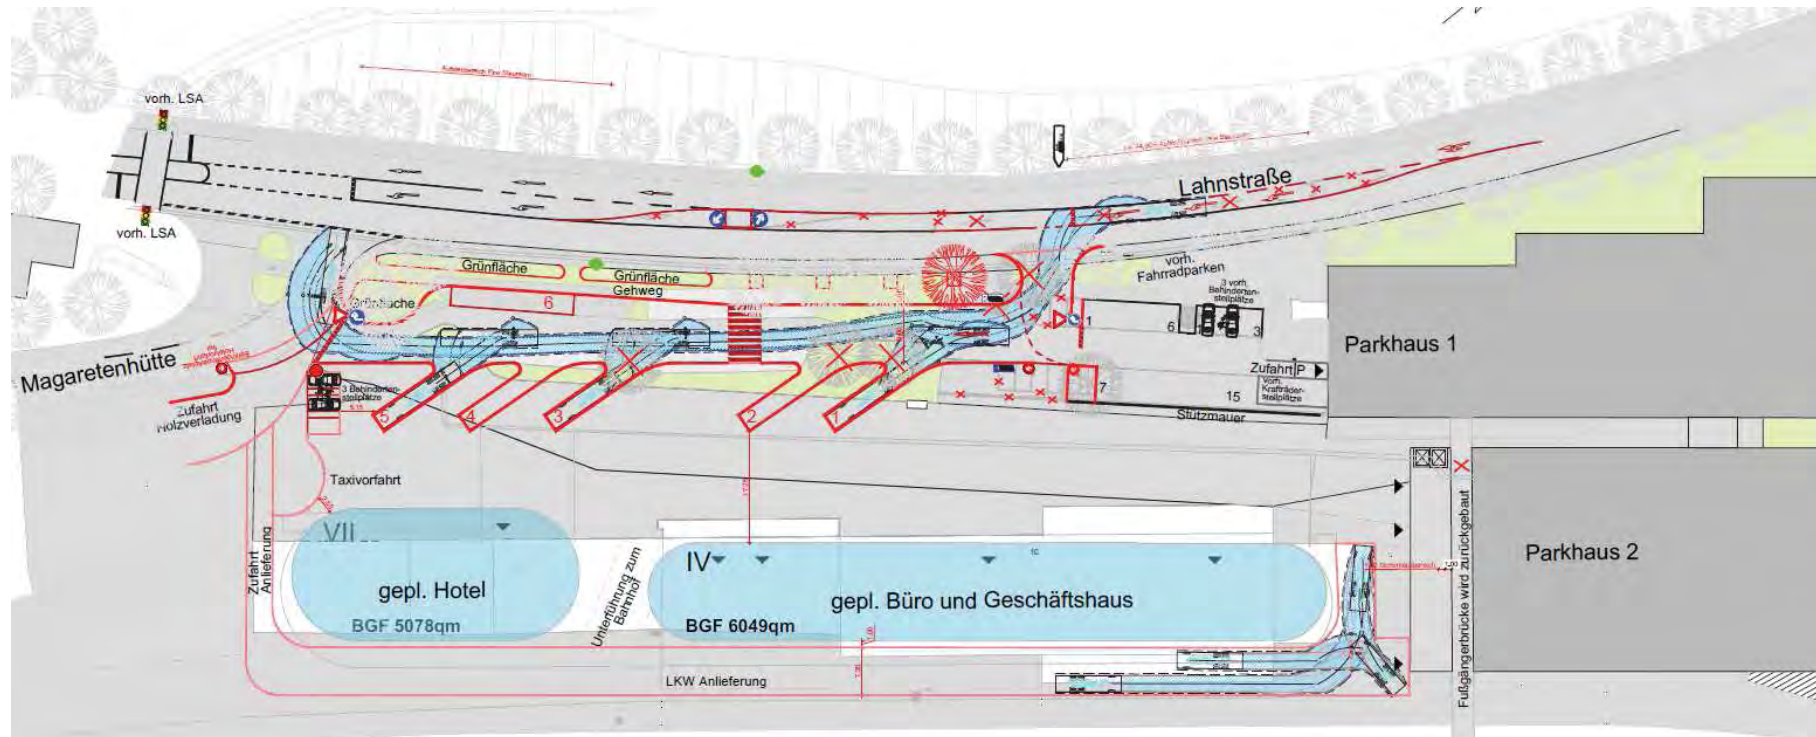 vorh. LSA
vorh. LSA
Lahnstraße
Grünfläche
Grünfläche
Gehweg
Grünfläche
6
vorh.
Fahrradparken
3 vorh.
Behinderten-
stellplätze
1
6
3
Parkhaus 1
Magaretenhütte
Zufahrt P
vorh.
Krafträder-
stellplätze
15
7
Stützmauer
3 Behinderten-
stellplätze
Zufahrt
Holzverladung
5
4
3
2
1
Taxivorfahrt
Zufahrt
Anlieferung
VII
gepl. Hotel
BGF 5078qm
Unterführung zum
Bahnhof
IV
gepl. Büro und Geschäftshaus
BGF 6049qm
LKW Anlieferung
Fußgängerbrücke wird zurückgebaut
Parkhaus 2